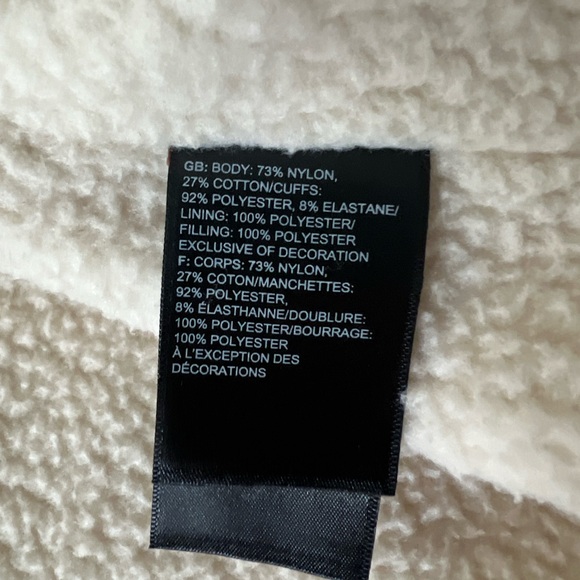 GB: BODY: 73% NYLON,
27% COTTON/CUFFS:
92% POLYESTER, 8% ELASTANE/
LINING: 100% POLYESTER/
FILLING: 100% POLYESTER
EXCLUSIVE OF DECORATION
F: CORPS: 73% NYLON,
27% COTON/MANCHETTES:
92% POLYESTER,
8% ÉLASTHANNE/DOUBLURE:
100% POLYESTER/BOURRAGE:
100% POLYESTER
À L'EXCEPTION DES
DÉCORATIONS